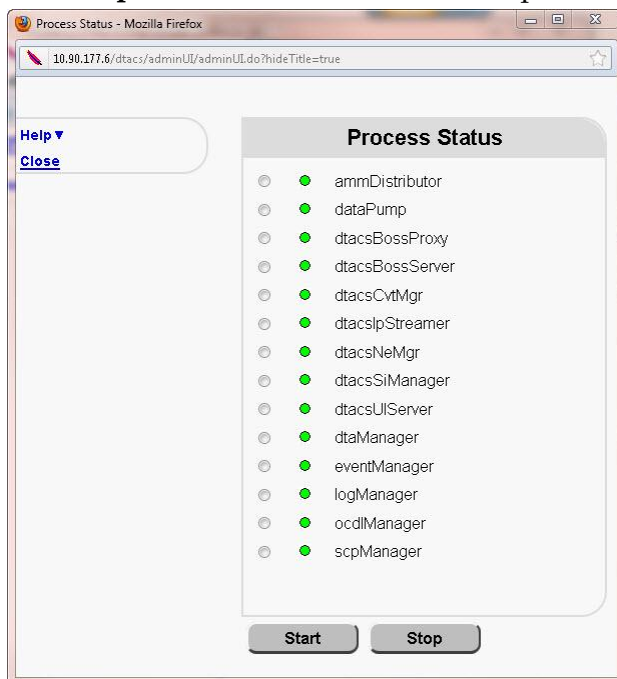 Process Status - Mozilla Firefox
10.90.177.6/dtacs/adminUI/adminUI.do?hideTitle=true
Help ▼
Close
Process Status
ammDistributor
dataPump
dtacsBossProxy
dtacsBossServer
dtacsCvtMgr
dtacsIpStreamer
dtacsNeMgr
dtacsSiManager
dtacsUIServer
dtaManager
eventManager
logManager
ocdlManager
scpManager
Start
Stop